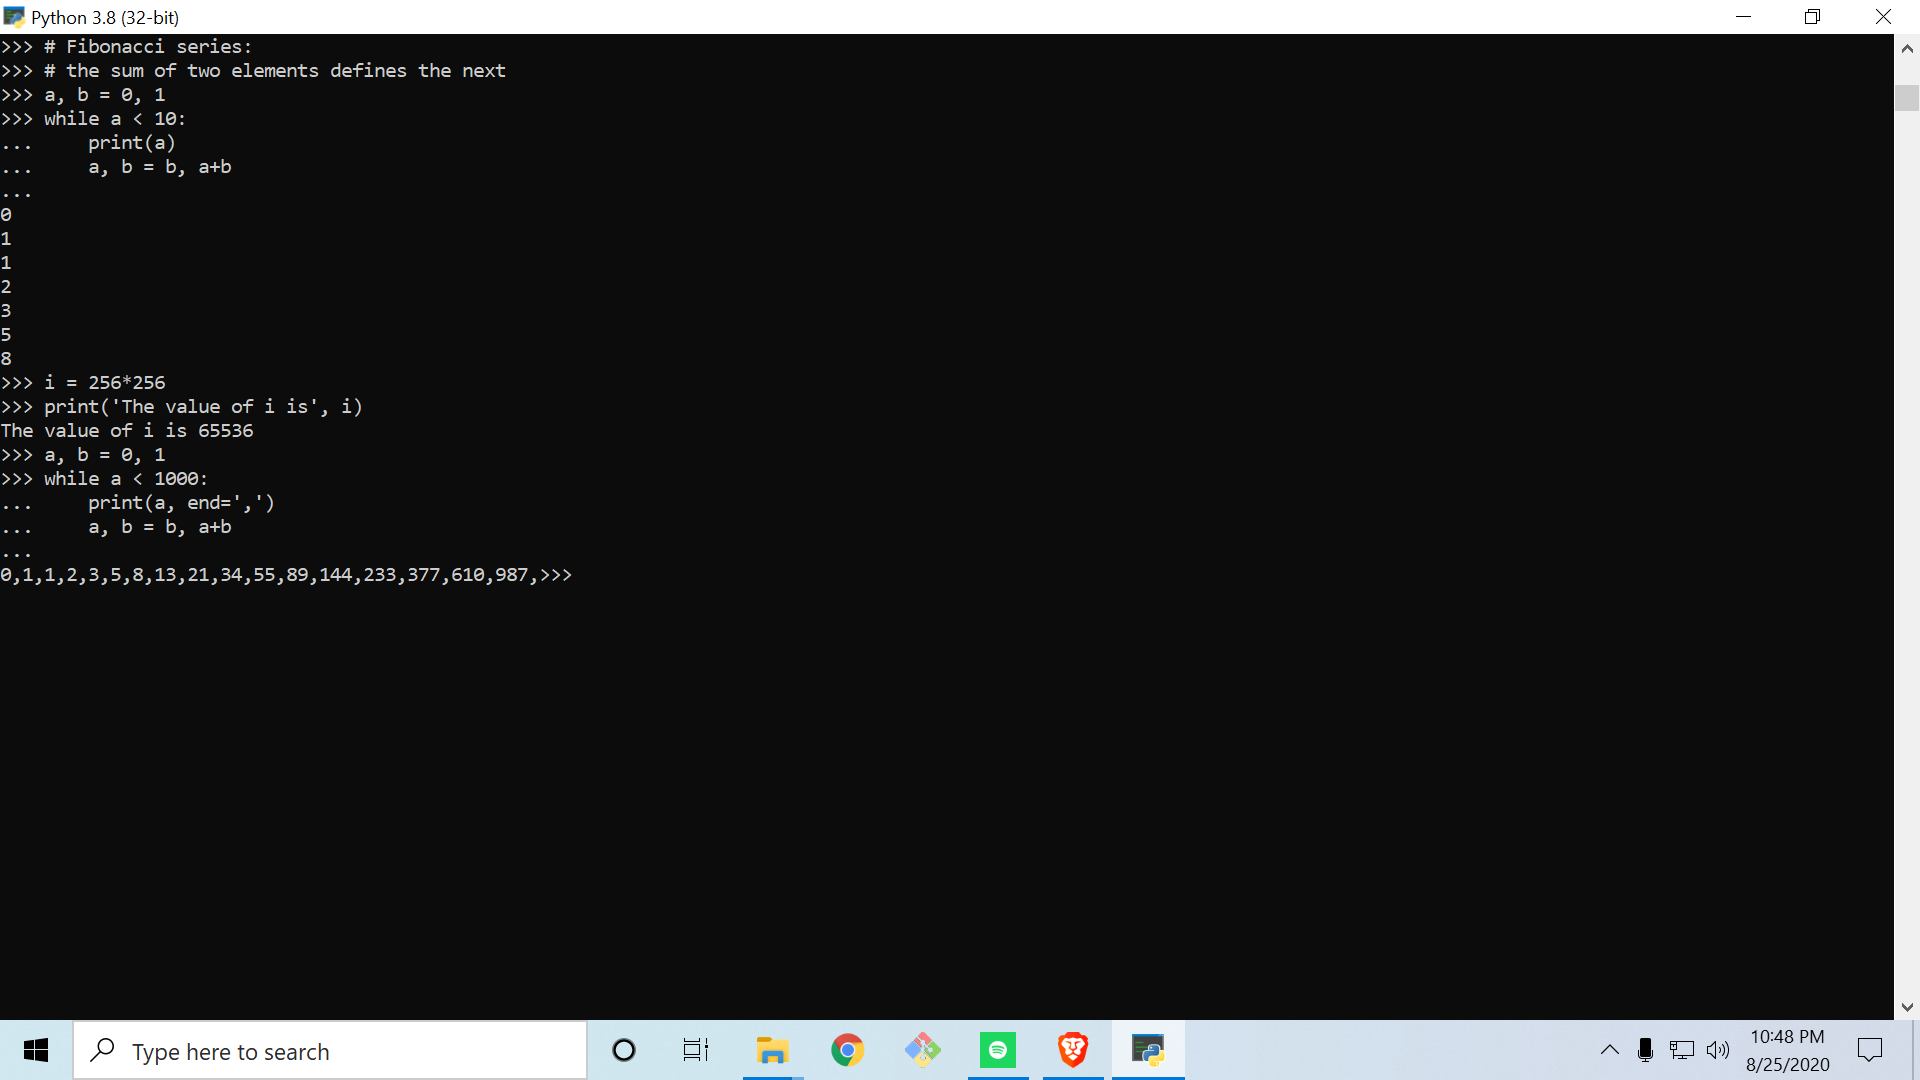 Python 3.8 (32-bit)
>>> # Fibonacci series:
>>> # the sum of two elements defines the next
>>> a, b = 0, 1
>>> while a < 10:
...     print(a)
...     a, b = b, a+b
...
0
1
1
2
3
5
8
>>> i = 256*256
>>> print('The value of i is', i)
The value of i is 65536
>>> a, b = 0, 1
>>> while a < 1000:
...     print(a, end=',')
...     a, b = b, a+b
...
0,1,1,2,3,5,8,13,21,34,55,89,144,233,377,610,987,>>>
Type here to search
10:48 PM
8/25/2020